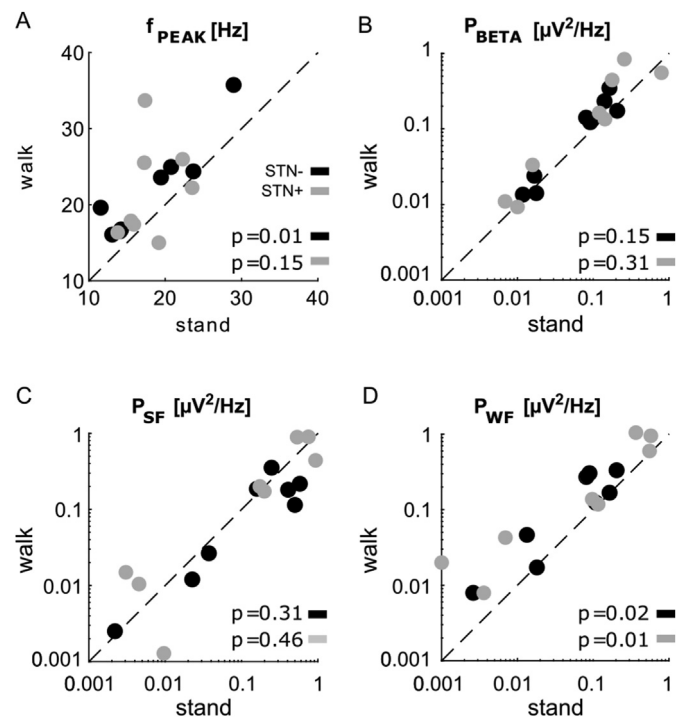 A
f PEAK [Hz]
40
30
walk
20
10
STN-
STN+
p=0.01
p=0.15
10 20 30 40
stand
B
P BETA [µV²/Hz]
1
0.1
walk
0.01
0.001
p=0.15
p=0.31
0.001 0.01 0.1 1
stand
C
P SF [µV²/Hz]
1
0.1
walk
0.01
0.001
p=0.31
p=0.46
0.001 0.01 0.1 1
stand
D
P WF [µV²/Hz]
1
0.1
walk
0.01
0.001
p=0.02
p=0.01
0.001 0.01 0.1 1
stand